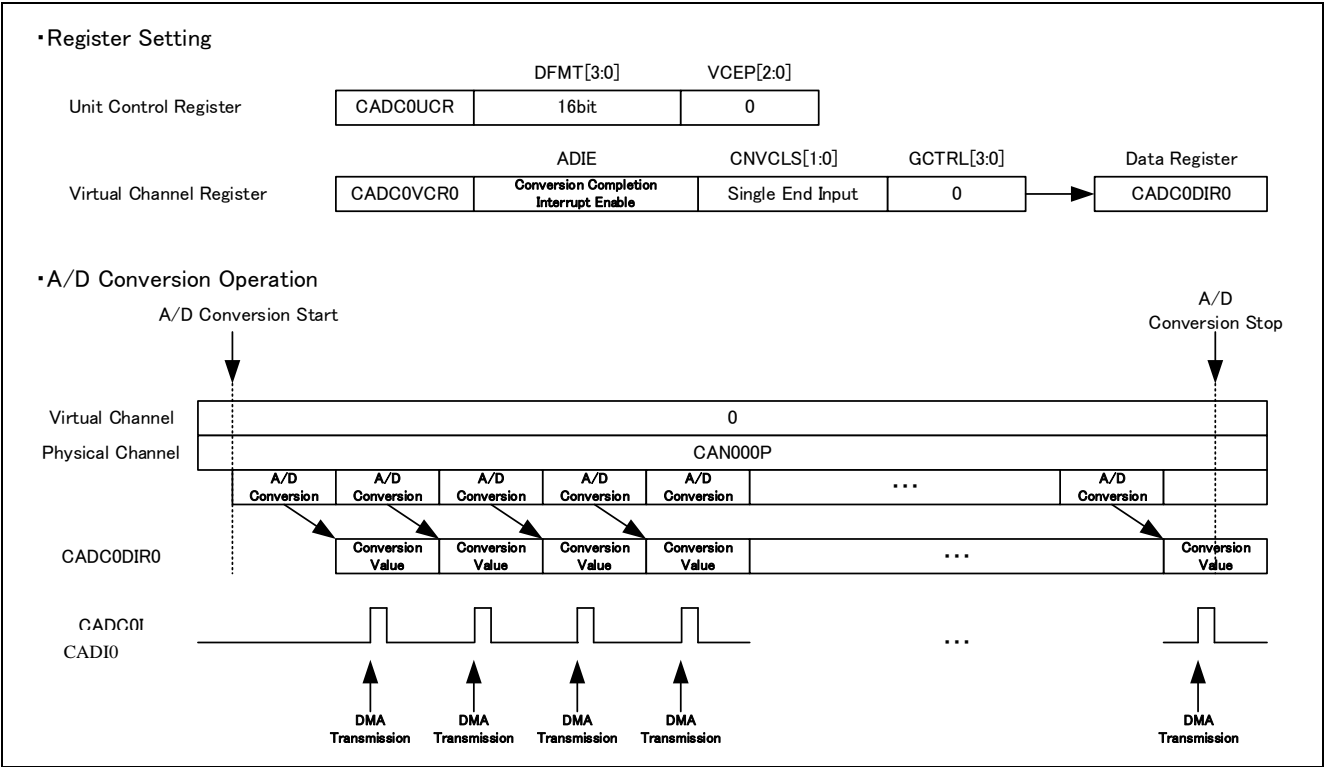 ・Register Setting
DFMT[3:0] VCEP[2:0]
Unit Control Register CADC0UCR 16bit 0
ADIE CNVCLS[1:0] GCTRL[3:0] Data Register
Virtual Channel Register CADC0VCR0 Conversion Completion Interrupt Enable Single End Input 0 CADC0DIR0
・A/D Conversion Operation
A/D Conversion Start
A/D
Conversion Stop
Virtual Channel 0
Physical Channel CAN000P
A/D A/D A/D A/D A/D ... A/D
Conversion Conversion Conversion Conversion Conversion Conversion
CADC0DIR0
Conversion Conversion Conversion Conversion ... Conversion
Value Value Value Value Value
CADC0I
CADI0 ...
DMA DMA DMA DMA DMA
Transmission Transmission Transmission Transmission Transmission